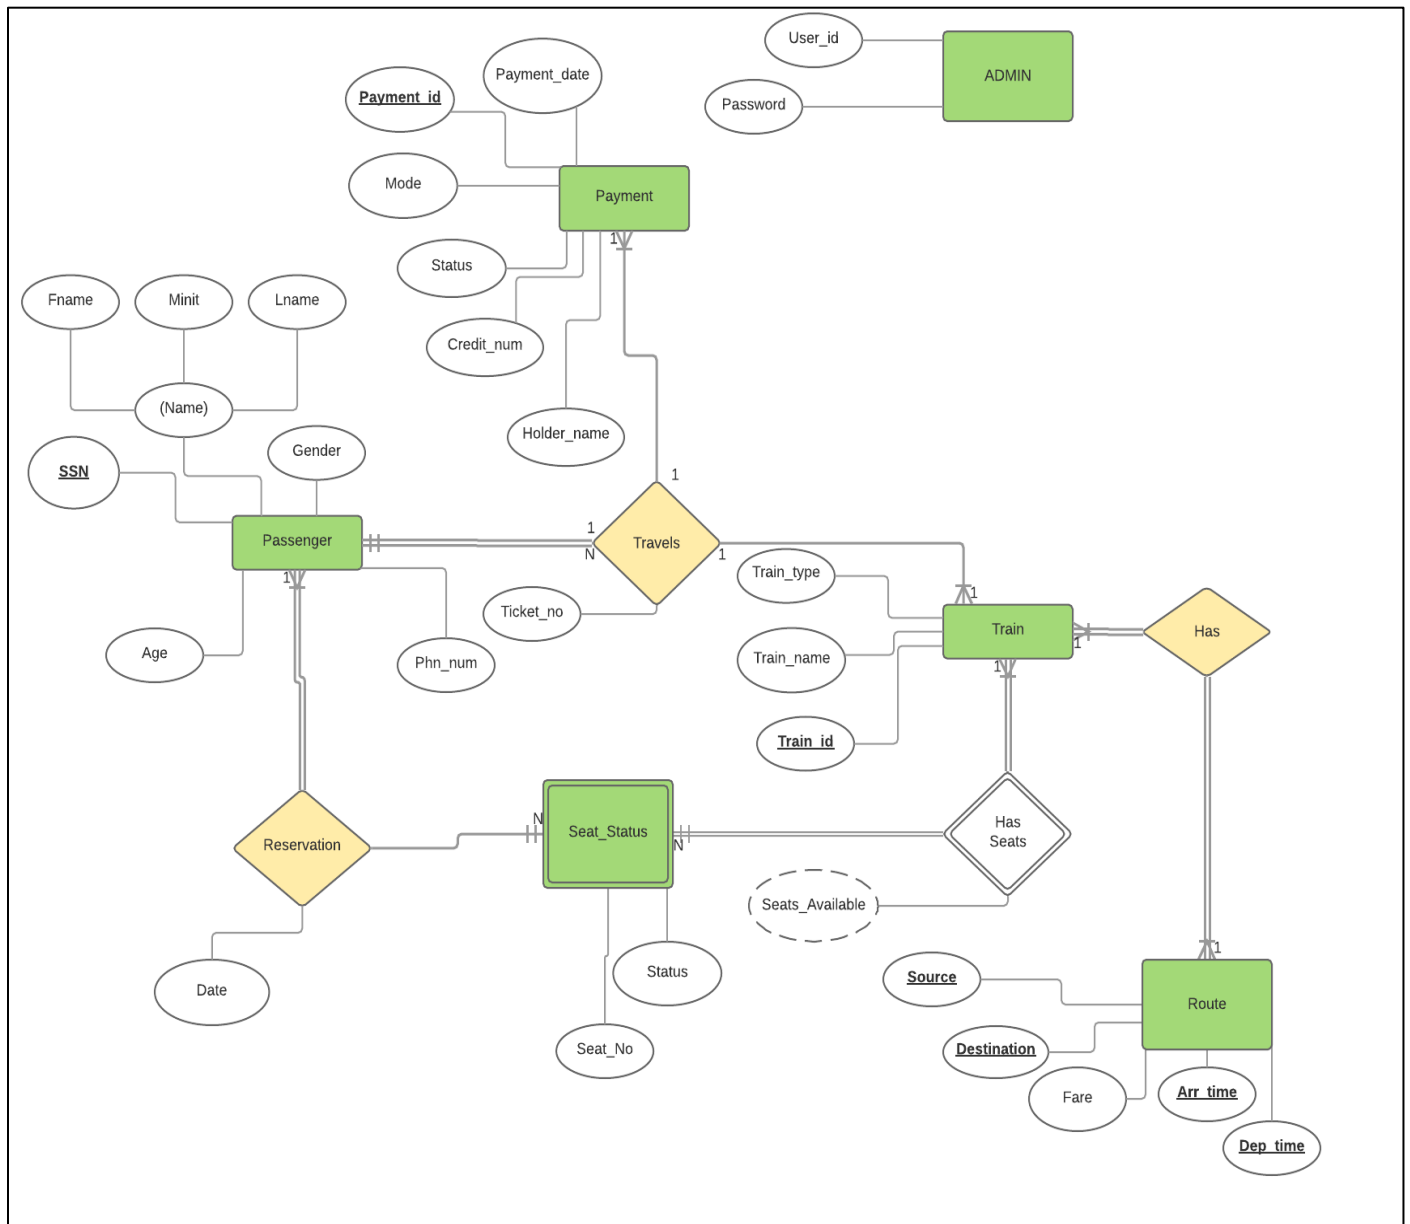 User_id
ADMIN
Password
Payment_date
Payment_id
Mode
Payment
1
Status
Credit_num
Holder_name
Fname
Minit
Lname
(Name)
Gender
SSN
Passenger
1
1
1
N
Travels
1
Ticket_no
Age
Phn_num
Train_type
1
Train
1
1
Has
Train_name
Train_id
Reservation
N
Seat_Status
N
Has
Seats
Seats_Available
Date
Status
Seat_No
1
Source
Route
Destination
Fare
Arr_time
Dep_time